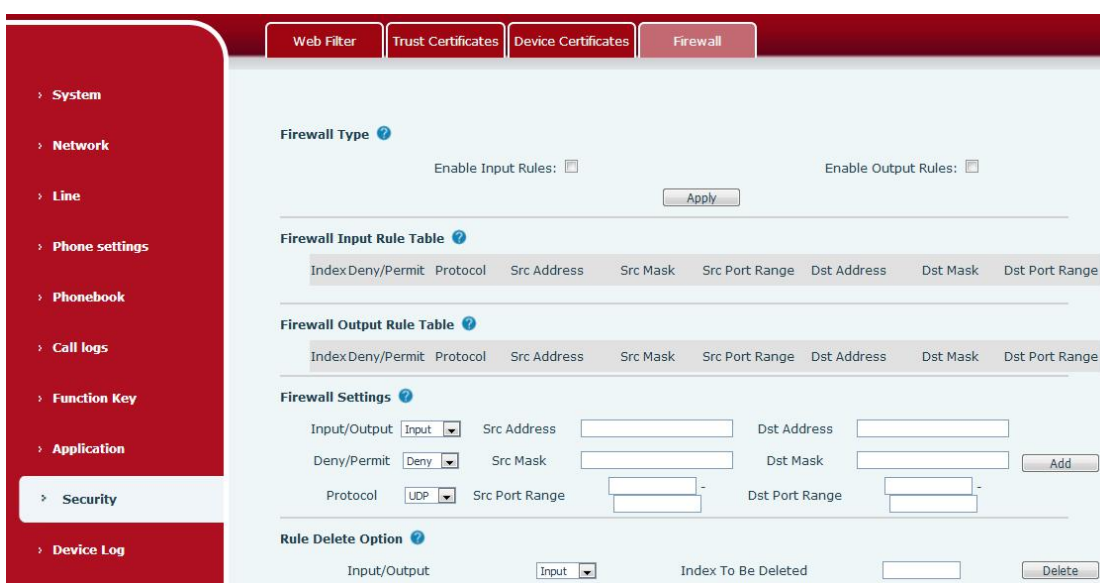 Web Filter Trust Certificates Device Certificates Firewall
System
Network
Line
Phone settings
Phonebook
Call logs
Function Key
Application
Security
Device Log
Firewall Type ?
Enable Input Rules: Enable Output Rules:
Apply
Firewall Input Rule Table ?
Index Deny/Permit Protocol Src Address Src Mask Src Port Range Dst Address Dst Mask Dst Port Range
Firewall Output Rule Table ?
Index Deny/Permit Protocol Src Address Src Mask Src Port Range Dst Address Dst Mask Dst Port Range
Firewall Settings ?
Input/Output Input Src Address Dst Address
Deny/Permit Deny Src Mask Dst Mask Add
Protocol UDP Src Port Range - Dst Port Range -
Rule Delete Option ?
Input/Output Input Index To Be Deleted Delete